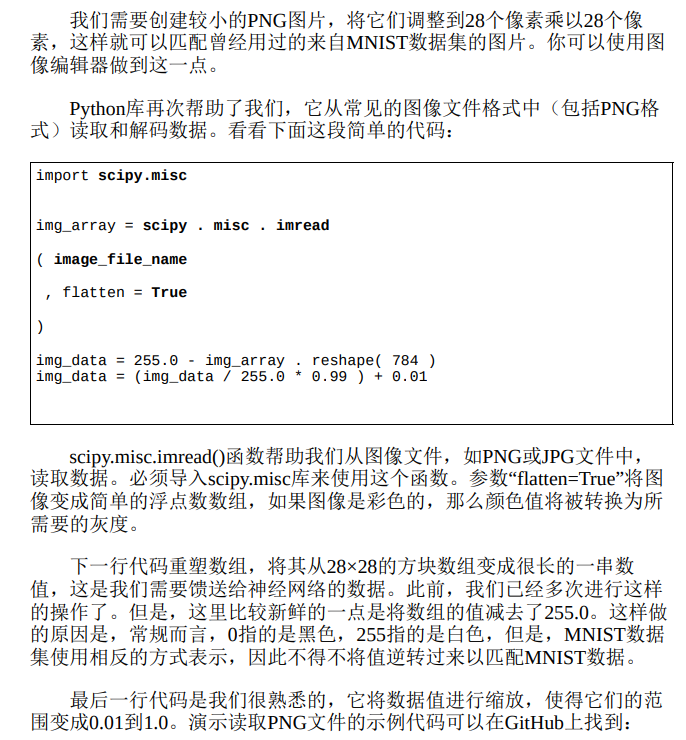 我们需要创建较小的PNG图片，将它们调整到28个像素乘以28个像
素，这样就可以匹配曾经用过的来自MNIST数据集的图片。你可以使用图
像编辑器做到这一点。
Python库再次帮助了我们，它从常见的图像文件格式中（包括PNG格
式）读取和解码数据。看看下面这段简单的代码：
import scipy.misc
img_array = scipy . misc . imread
( image_file_name
, flatten = True
)
img_data = 255.0 - img_array . reshape( 784 )
img_data = (img_data / 255.0 * 0.99 ) + 0.01
scipy.misc.imread()函数帮助我们从图像文件，如PNG或JPG文件中，
读取数据。必须导入scipy.misc库来使用这个函数。参数“flatten=True”将图
像变成简单的浮点数数组，如果图像是彩色的，那么颜色值将被转换为所
需要的灰度。
下一行代码重塑数组，将其从28×28的方块数组变成很长的一串数
值，这是我们需要馈送给神经网络的数据。此前，我们已经多次进行这样
的操作了。但是，这里比较新鲜的一点是将数组的值减去了255.0。这样做
的原因是，常规而言，0指的是黑色，255指的是白色，但是，MNIST数据
集使用相反的方式表示，因此不得不将值逆转过来以匹配MNIST数据。
最后一行代码是我们很熟悉的，它将数据值进行缩放，使得它们的范
围变成0.01到1.0。演示读取PNG文件的示例代码可以在GitHub上找到：